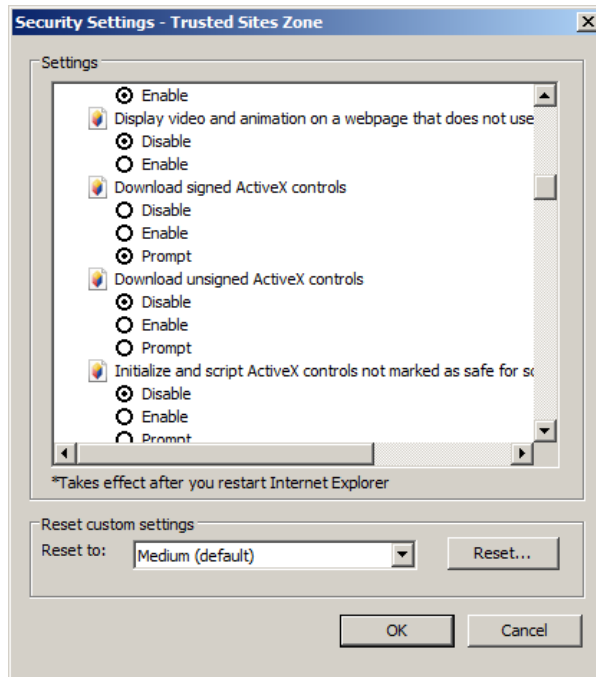 Security Settings - Trusted Sites Zone
Settings
Enable
Display video and animation on a webpage that does not use
Disable
Enable
Download signed ActiveX controls
Disable
Enable
Prompt
Download unsigned ActiveX controls
Disable
Enable
Prompt
Initialize and script ActiveX controls not marked as safe for
Disable
Enable
Prompt
*Takes effect after you restart Internet Explorer
Reset custom settings
Reset to:
Medium (default)
Reset...
OK
Cancel